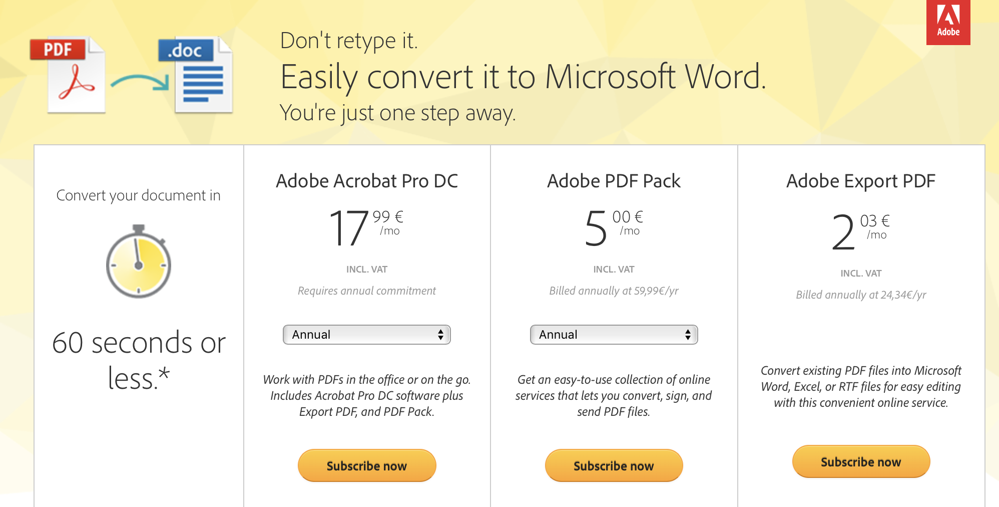 PDF
.doc
Don't retype it.
Easily convert it to Microsoft Word.
You're just one step away.
Adobe
Convert your document in
60 seconds or
less.*
Adobe Acrobat Pro DC
17 99 €
/mo
INCL. VAT
Requires annual commitment
Annual
Work with PDFs in the office or on the go.
Includes Acrobat Pro DC software plus
Export PDF, and PDF Pack.
Subscribe now
Adobe PDF Pack
5 00 €
/mo
INCL. VAT
Billed annually at 59,99€/yr
Annual
Get an easy-to-use collection of online
services that lets you convert, sign, and
send PDF files.
Subscribe now
Adobe Export PDF
2 03 €
/mo
INCL. VAT
Billed annually at 24,34€/yr
Convert existing PDF files into Microsoft
Word, Excel, or RTF files for easy editing
with this convenient online service.
Subscribe now